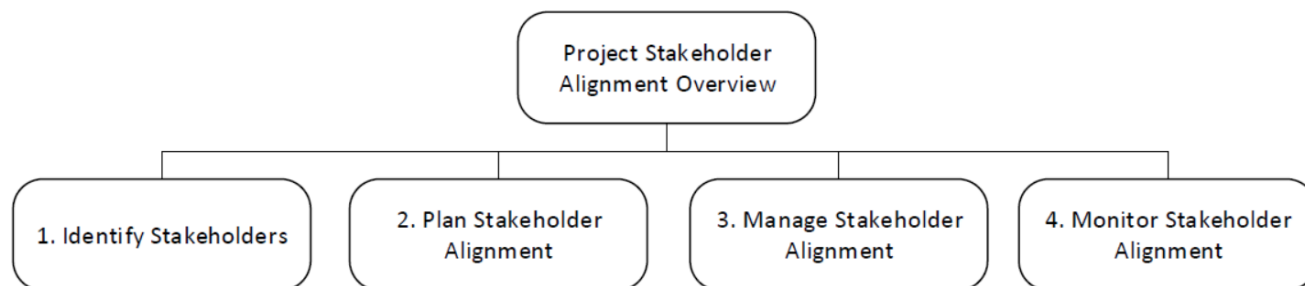 Project Stakeholder
Alignment Overview
1. Identify Stakeholders
2. Plan Stakeholder
Alignment
3. Manage Stakeholder
Alignment
4. Monitor Stakeholder
Alignment